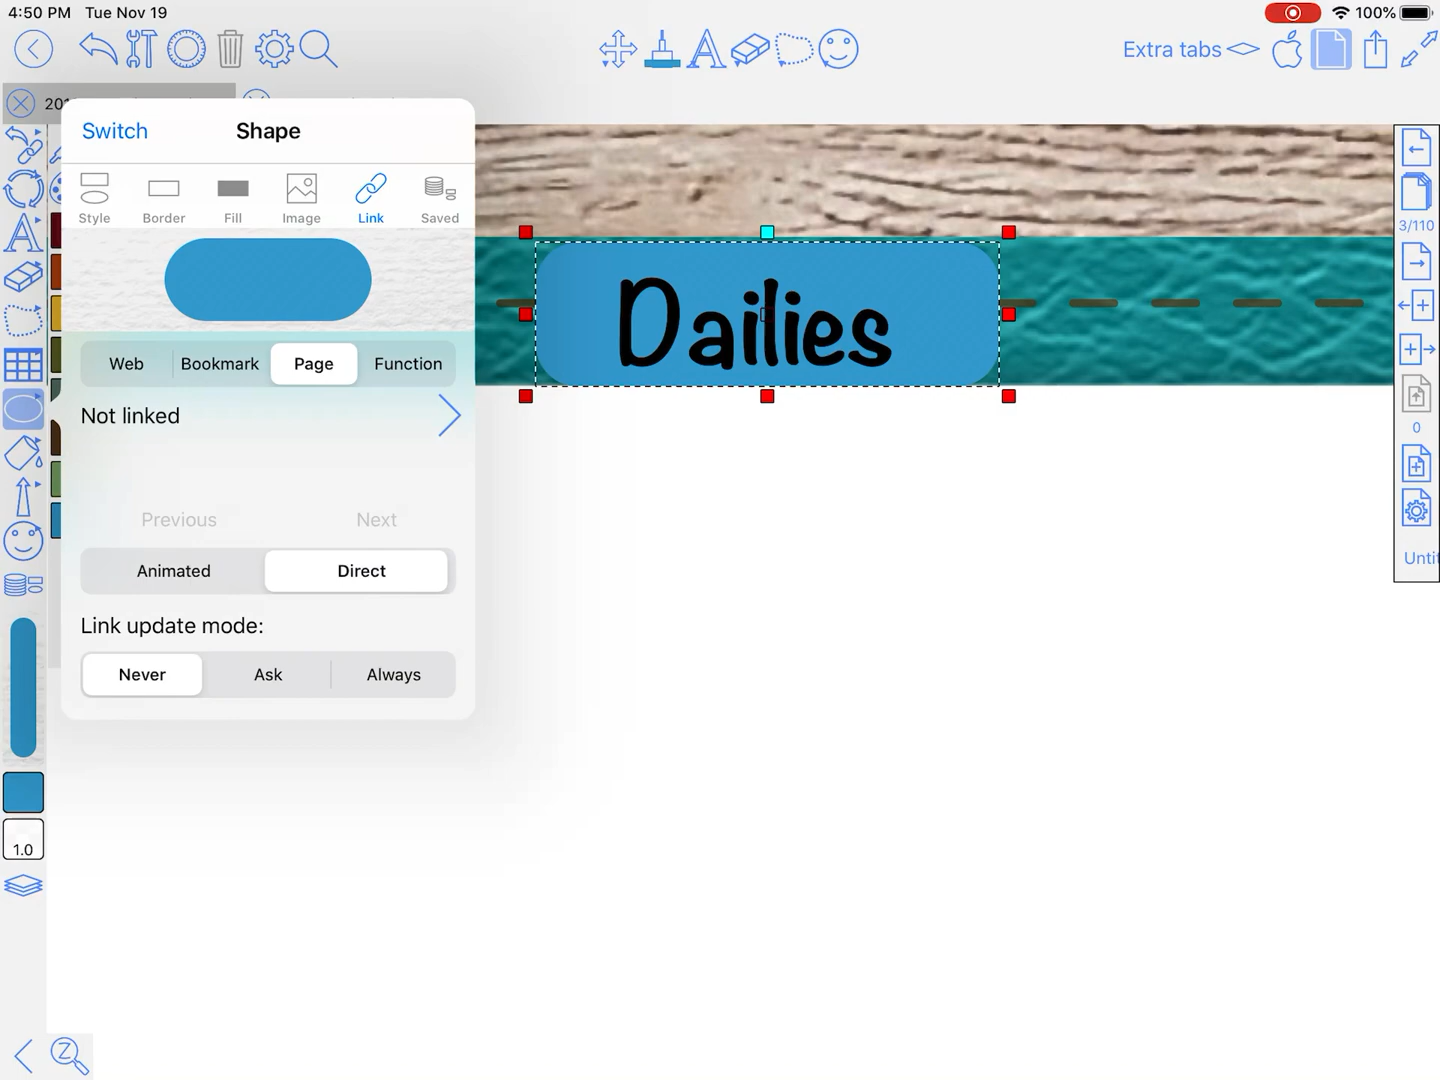 4:50 PM Tue Nov 19
100%
Extra tabs
Switch
Shape
Style
Border
Fill
Image
Link
Saved
Web
Bookmark
Page
Function
Not linked
Previous
Next
Animated
Direct
Link update mode:
Never
Ask
Always
Dailies
3/110
0
1.0
Z